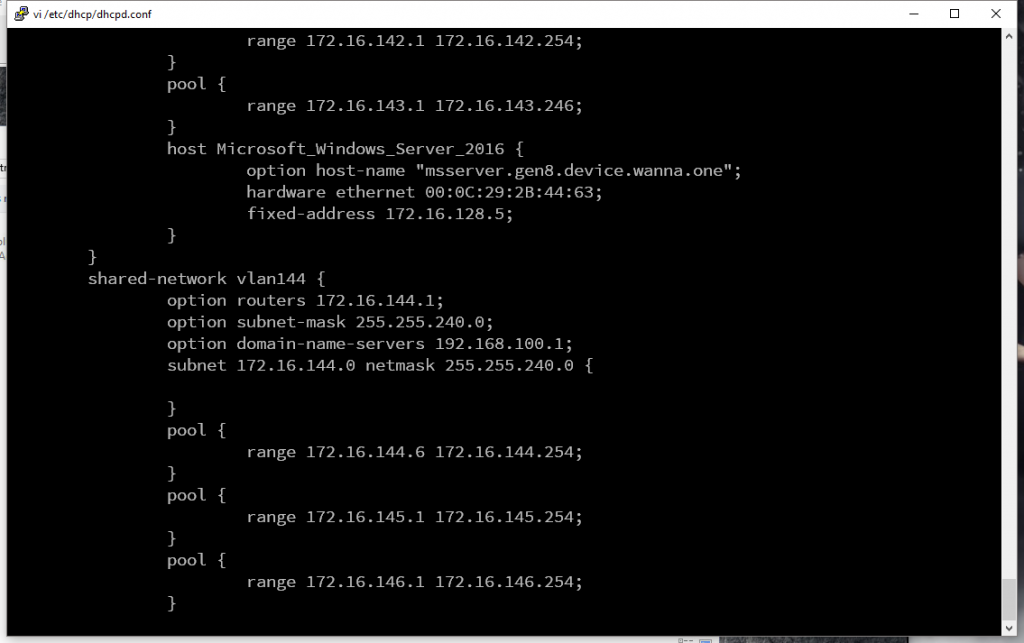 vi /etc/dhcp/dhcpd.conf
range 172.16.142.1 172.16.142.254;
}
pool {
range 172.16.143.1 172.16.143.246;
}
host Microsoft_Windows_Server_2016 {
option host-name "msserver.gen8.device.wanna.one";
hardware ethernet 00:0C:29:2B:44:63;
fixed-address 172.16.128.5;
}
}
shared-network vlan144 {
option routers 172.16.144.1;
option subnet-mask 255.255.240.0;
option domain-name-servers 192.168.100.1;
subnet 172.16.144.0 netmask 255.255.240.0 {
}
pool {
range 172.16.144.6 172.16.144.254;
}
pool {
range 172.16.145.1 172.16.145.254;
}
pool {
range 172.16.146.1 172.16.146.254;
}